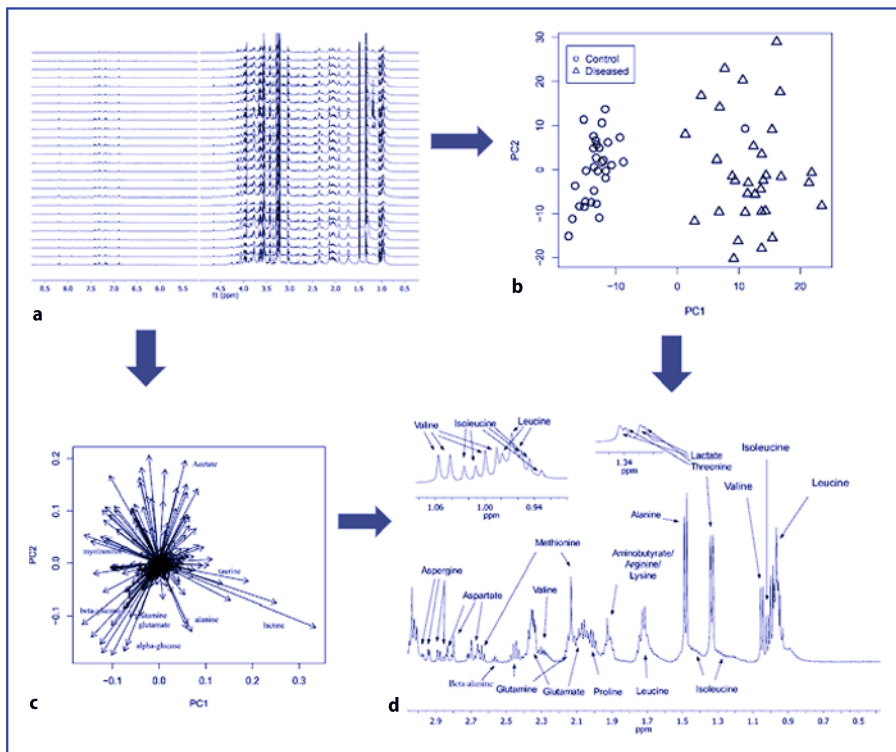 8.5 8.0 7.5 7.0 6.5 6.0 5.5 5.0 4.5 4.0 3.5 3.0 2.5 2.0 1.5 1.0 0.5
f1 (ppm)
a
30
20
10
0
−10
−20
PC2
Control
Diseased
−10 0 10 20
PC1
b
0.2
0.1
0.0
−0.1
PC2
Acetate
taurine
beta-glucose
glutamine
glutamate
alanine
lactate
alpha-glucose
−0.1 0.0 0.1 0.2 0.3
PC1
c
Valine
Isoleucine
Leucine
1.06 1.00 0.94
ppm
1.34
ppm
Lactate
Threenine
Isoleucine
Valine
Leucine
Alanine
Methionine
Aminobutyrate/
Arginine/
Lysine
Aspergine
Aspartate
Valine
Beta alanine
Glutamine
Glutamate
Proline
Leucine
Isoleucine
2.9 2.7 2.5 2.3 2.1 1.9 1.7 1.5 1.3 1.1 0.9 0.7 0.5
ppm
d